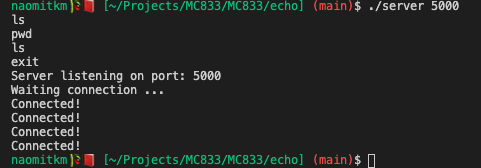 naomitkm [~/Projects/MC833/MC833/echo] (main)$ ./server 5000
ls
pwd
ls
exit
Server listening on port: 5000
Waiting connection ...
Connected!
Connected!
Connected!
Connected!
naomitkm [~/Projects/MC833/MC833/echo] (main)$